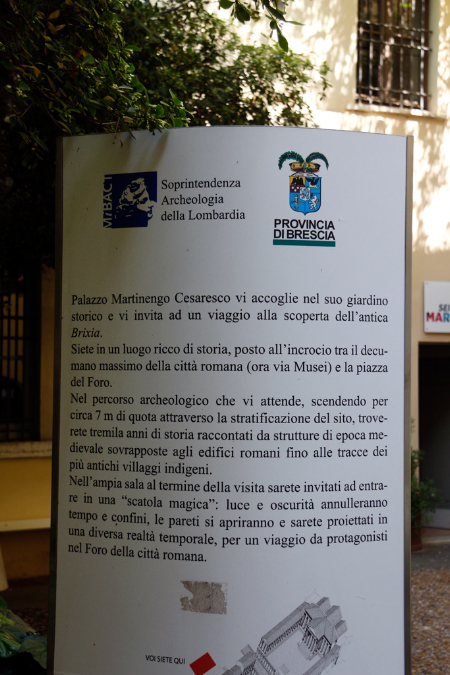 MiBACT
Soprintendenza
Archeologia
della Lombardia
PROVINCIA
DI BRESCIA
Palazzo Martinengo Cesaresco vi accoglie nel suo giardino
storico e vi invita ad un viaggio alla scoperta dell'antica
Brixia.
Siete in un luogo ricco di storia, posto all'incrocio tra il decu-
mano massimo della città romana (ora via Musei) e la piazza
del Foro.
Nel percorso archeologico che vi attende, scendendo per
circa 7 m di quota attraverso la stratificazione del sito, trove-
rete tremila anni di storia raccontati da strutture di epoca me-
dievale sovrapposte agli edifici romani fino alle tracce dei
più antichi villaggi indigeni.
Nell'ampia sala al termine della visita sarete invitati ad entra-
re in una “scatola magica”: luce e oscurità annulleranno
tempo e confini, le pareti si apriranno e sarete proiettati in
una diversa realtà temporale, per un viaggio da protagonisti
nel Foro della città romana.
VOI SIETE QUI